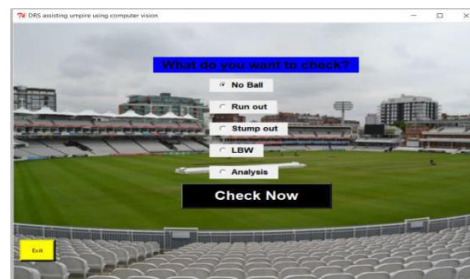 DRS assisting umpire using computer vision
What do you want to check?
No Ball
Run out
Stump out
LBW
Analysis
Check Now
Exit